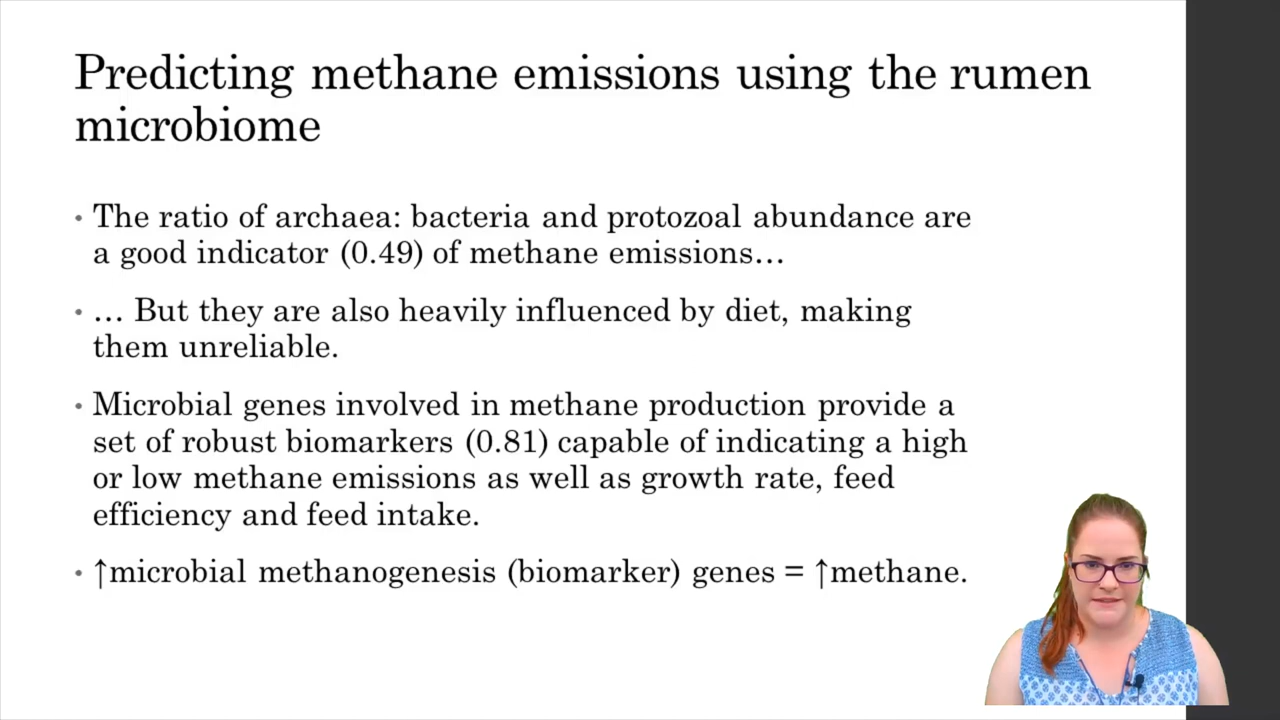 Predicting methane emissions using the rumen
microbiome
• The ratio of archaea: bacteria and protozoal abundance are
a good indicator (0.49) of methane emissions…
• … But they are also heavily influenced by diet, making
them unreliable.
• Microbial genes involved in methane production provide a
set of robust biomarkers (0.81) capable of indicating a high
or low methane emissions as well as growth rate, feed
efficiency and feed intake.
• ↑microbial methanogenesis (biomarker) genes = ↑methane.